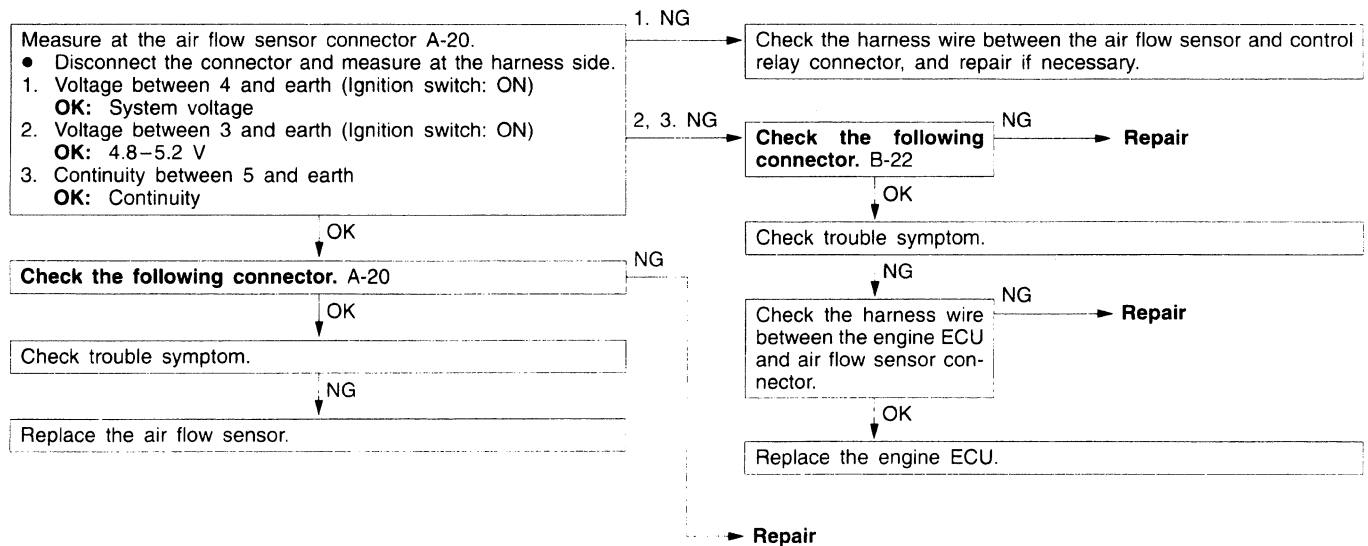 Measure at the air flow sensor connector A-20.
● Disconnect the connector and measure at the harness side.
1. Voltage between 4 and earth (Ignition switch: ON)
OK: System voltage
2. Voltage between 3 and earth (Ignition switch: ON)
OK: 4.8–5.2 V
3. Continuity between 5 and earth
OK: Continuity
1. NG
Check the harness wire between the air flow sensor and control
relay connector, and repair if necessary.
2, 3. NG
Check the following
connector. B-22
NG
Repair
OK
Check trouble symptom.
NG
Check the harness wire
between the engine ECU
and air flow sensor con-
nector.
NG
Repair
OK
Replace the engine ECU.
OK
Check the following connector. A-20
NG
Repair
OK
Check trouble symptom.
NG
Replace the air flow sensor.